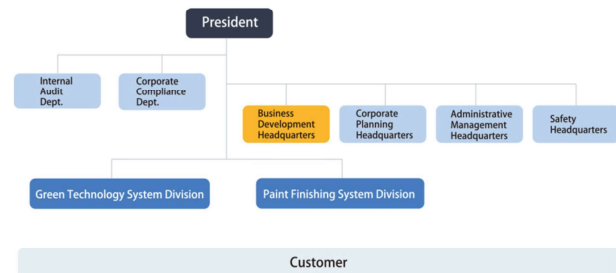 President
Internal
Audit
Dept.
Corporate
Compliance
Dept.
Business
Development
Headquarters
Corporate
Planning
Headquarters
Administrative
Management
Headquarters
Safety
Headquarters
Green Technology System Division
Paint Finishing System Division
Customer